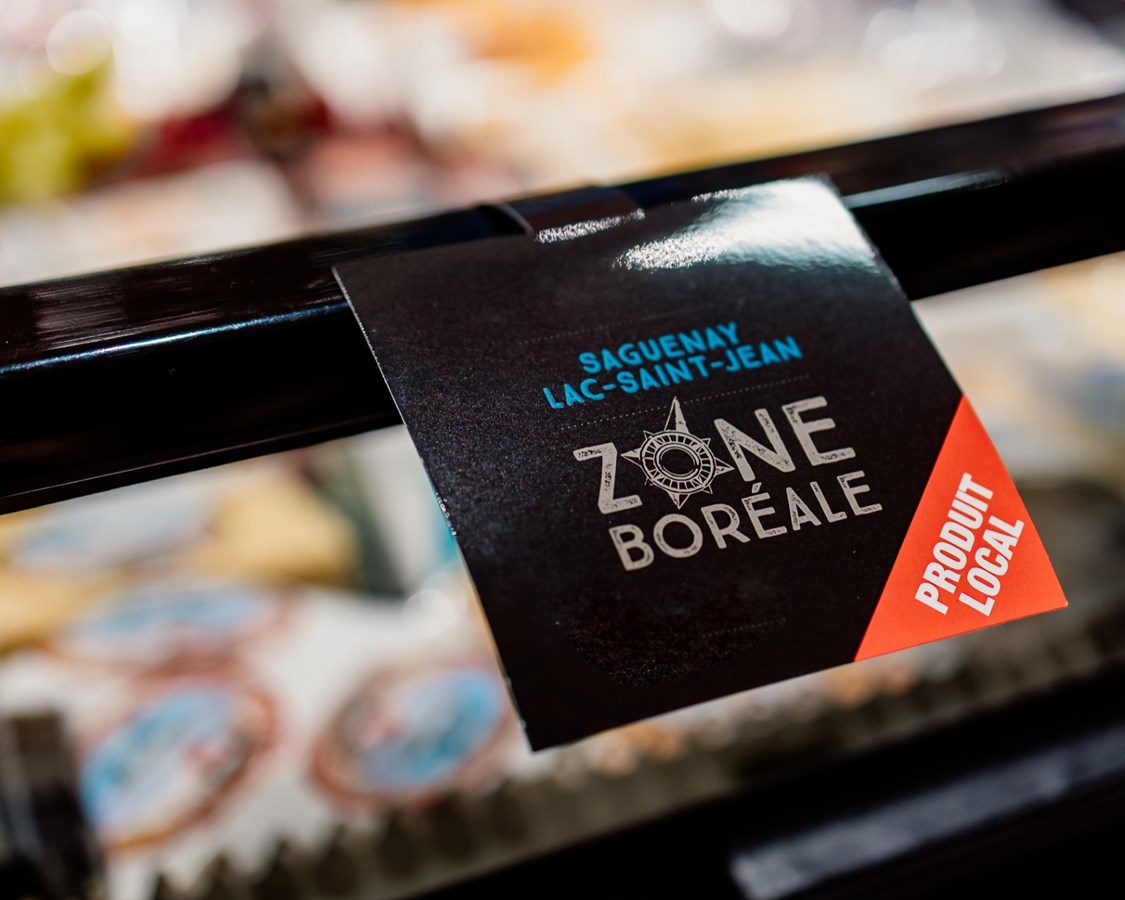 SAGUENAY
LAC-SAINT-JEAN
ZONE
BORÉALE
PRODUIT
LOCAL